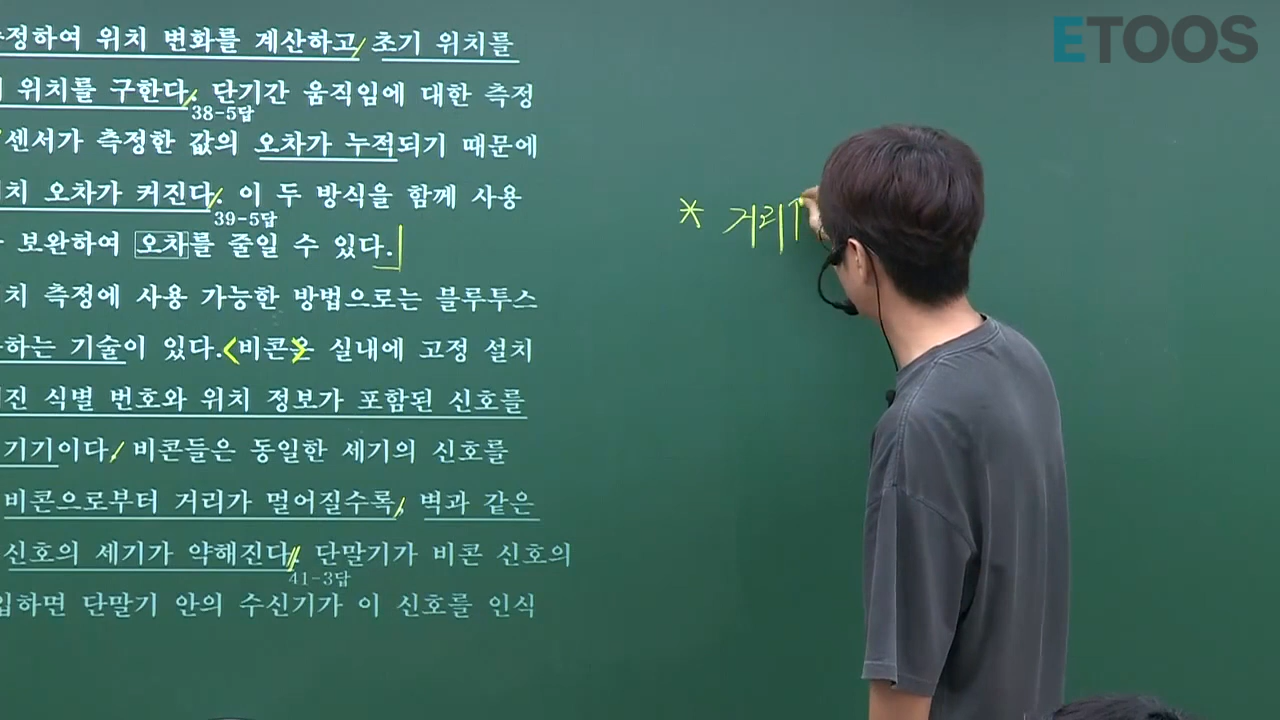 ETOOS
정하여 위치 변화를 계산하고, 초기 위치를
위치를 구한다. 단기간 움직임에 대한 측정
38-5답
센서가 측정한 값의 오차가 누적되기 때문에
치 오차가 커진다. 이 두 방식을 함께 사용
39-5답
보완하여 오차를 줄일 수 있다.
치 측정에 사용 가능한 방법으로는 블루투스
하는 기술이 있다. <비콘>은 실내에 고정 설치
진 식별 번호와 위치 정보가 포함된 신호를
기기이다. 비콘들은 동일한 세기의 신호를
비콘으로부터 거리가 멀어질수록, 벽과 같은
신호의 세기가 약해진다. 단말기가 비콘 신호의
41-3답
입하면 단말기 안의 수신기가 이 신호를 인식
* 거리↑